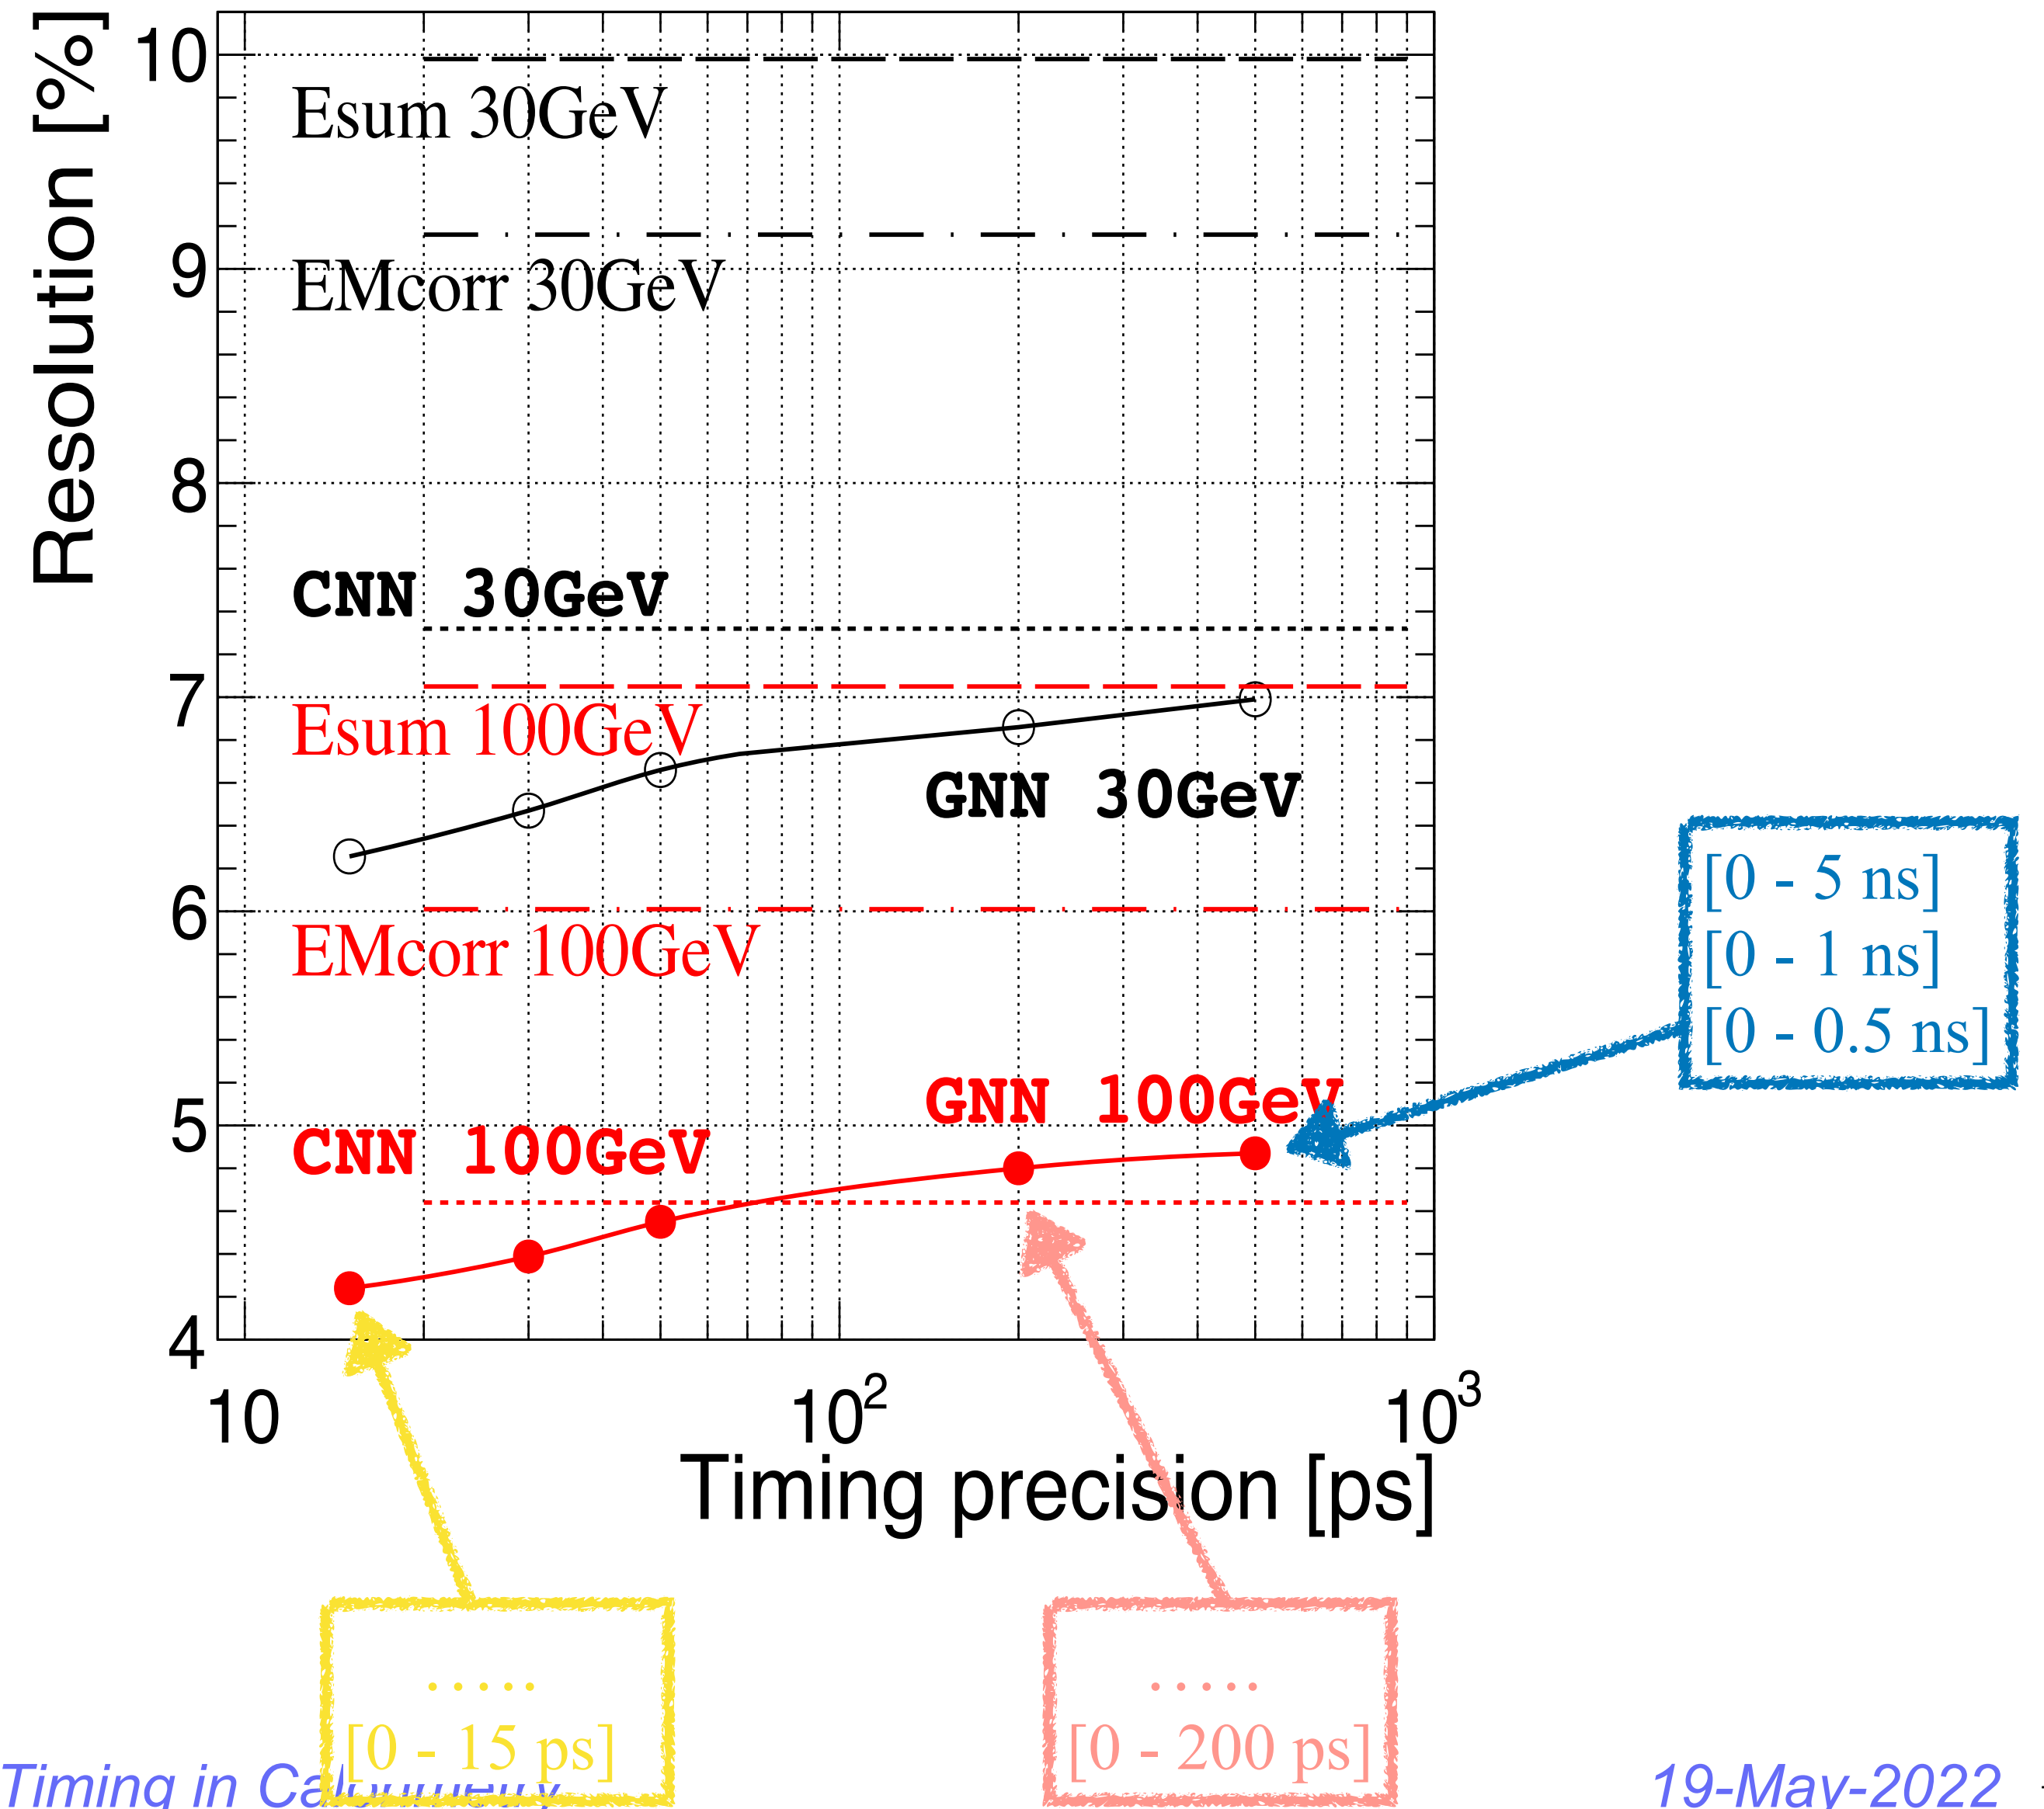 Resolution [%]
10
9
8
7
6
5
4
Esum 30GeV
EMcorr 30GeV
CNN 30GeV
Esum 100GeV
GNN 30GeV
EMcorr 100GeV
GNN 100GeV
CNN 100GeV
[0 - 5 ns]
[0 - 1 ns]
[0 - 0.5 ns]
10
10²
10³
Timing precision [ps]
.....
[0 - 15 ps]
.....
[0 - 200 ps]
Timing in
19-May-2022